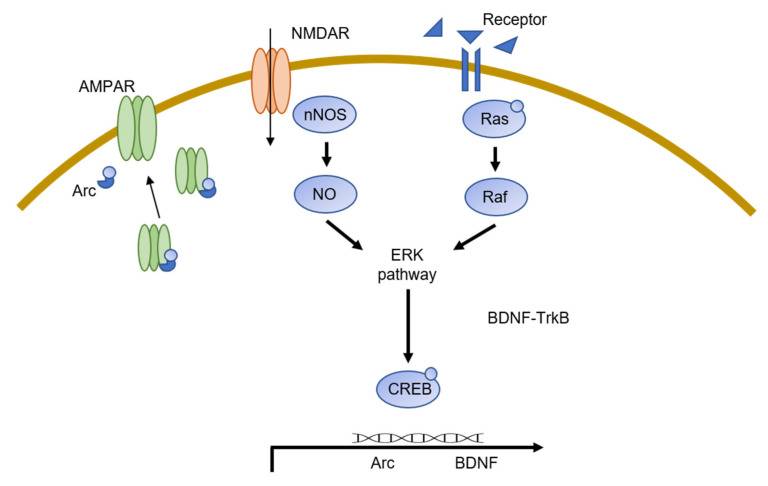 Receptor
NMDAR
AMPAR
nNOS
Ras
Arc
NO
Raf
ERK
pathway
BDNF-TrkB
CREB
Arc BDNF